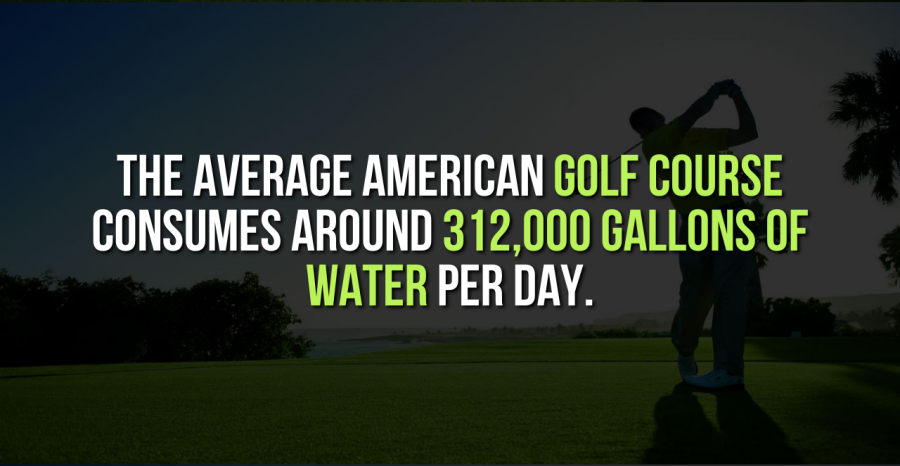 THE AVERAGE AMERICAN GOLF COURSE
CONSUMES AROUND 312,000 GALLONS OF
WATER PER DAY.